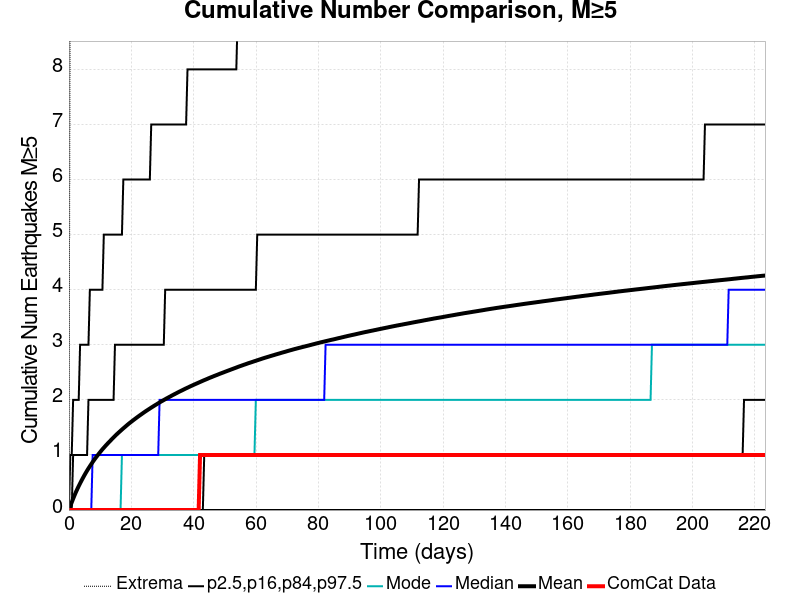 Cumulative Number Comparison, M≥5
Cumulative Num Earthquakes M≥5
8
7
6
5
4
3
2
1
0
0 20 40 60 80 100 120 140 160 180 200 220
Time (days)
Extrema p2.5,p16,p84,p97.5 Mode Median Mean ComCat Data